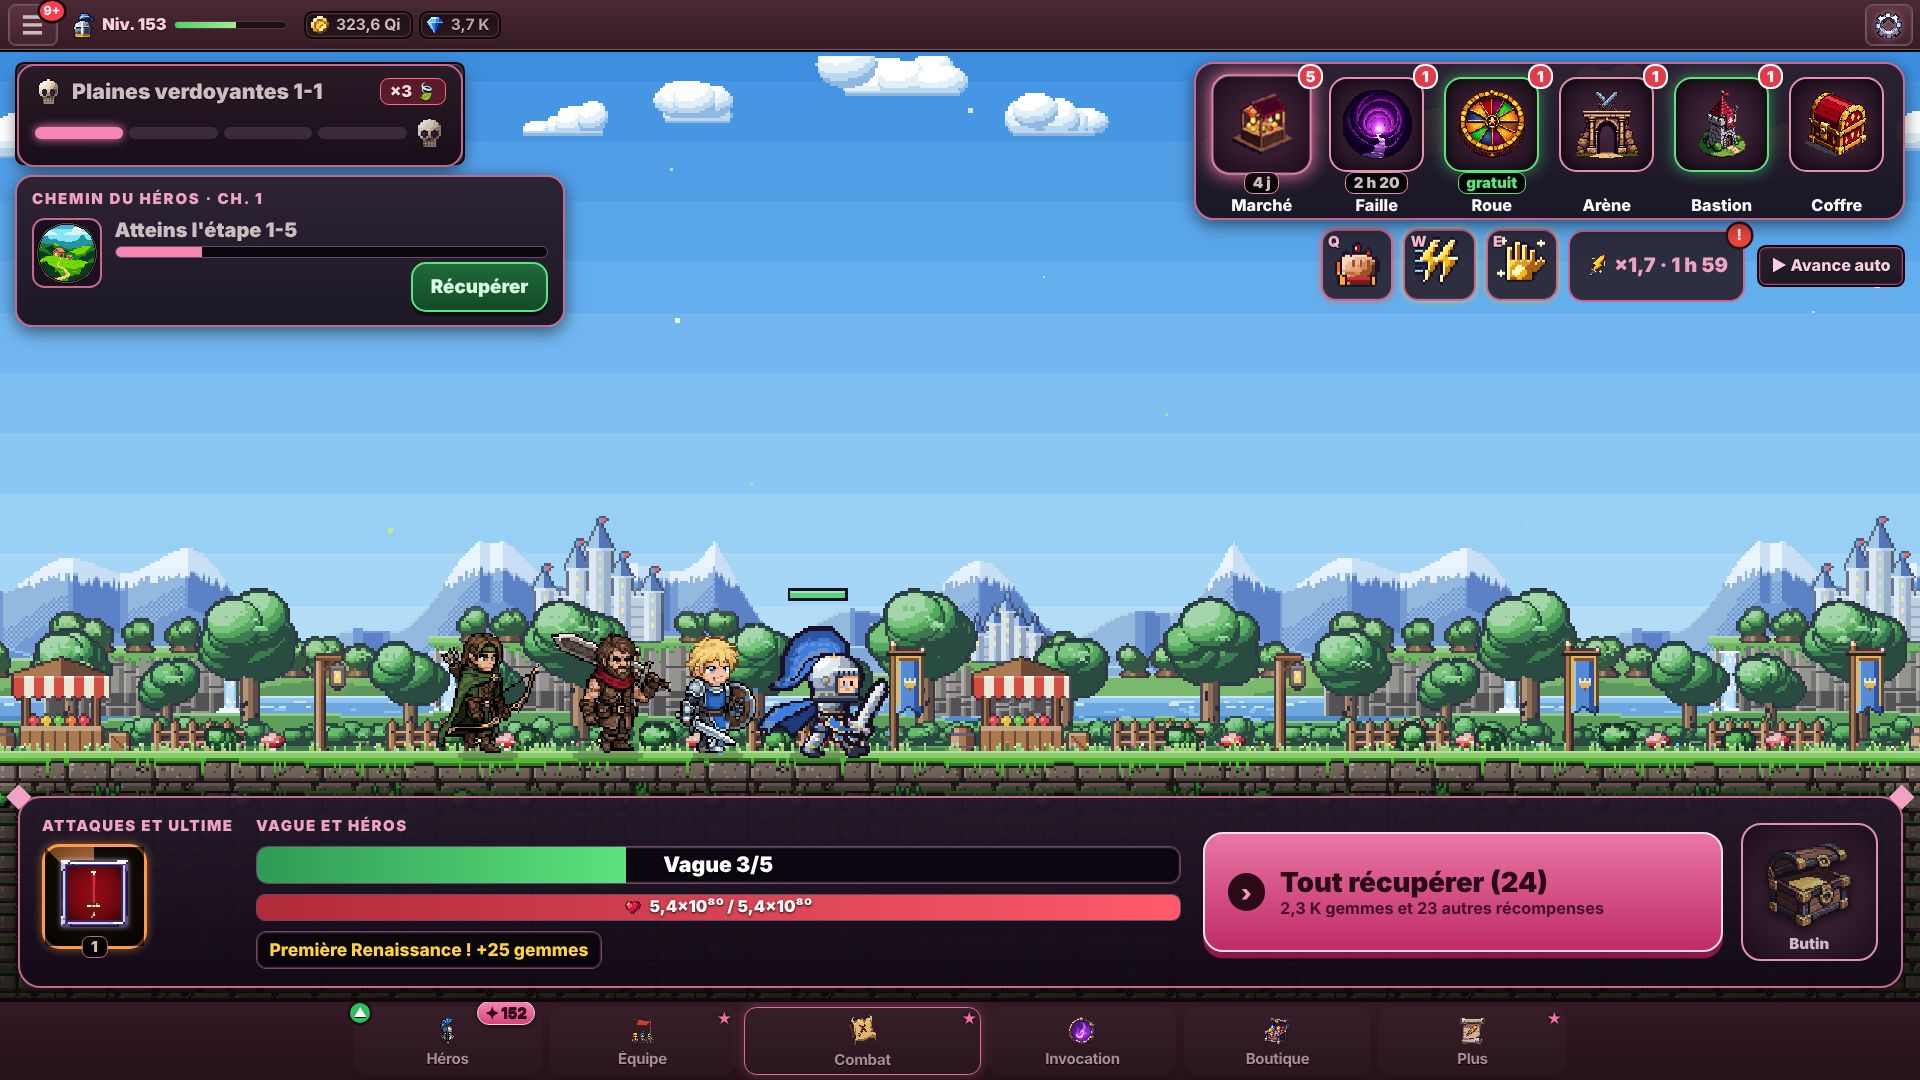 9+
Niv. 153
323,6 Qi
3,7 K
Plaines verdoyantes 1-1
×3
CHEMIN DU HÉROS · CH. 1
Atteins l'étape 1-5
Récupérer
5
1
1
1
1
4 j
2 h 20
gratuit
Marché
Faille
Roue
Arène
Bastion
Coffre
Q
W
E
×1,7 · 1 h 59
!
Avance auto
ATTAQUES ET ULTIME
1
VAGUE ET HÉROS
Vague 3/5
5,4×10⁸⁰ / 5,4×10⁸⁰
Première Renaissance ! +25 gemmes
Tout récupérer (24)
2,3 K gemmes et 23 autres récompenses
Butin
152
Héros
Équipe
Combat
Invocation
Boutique
Plus